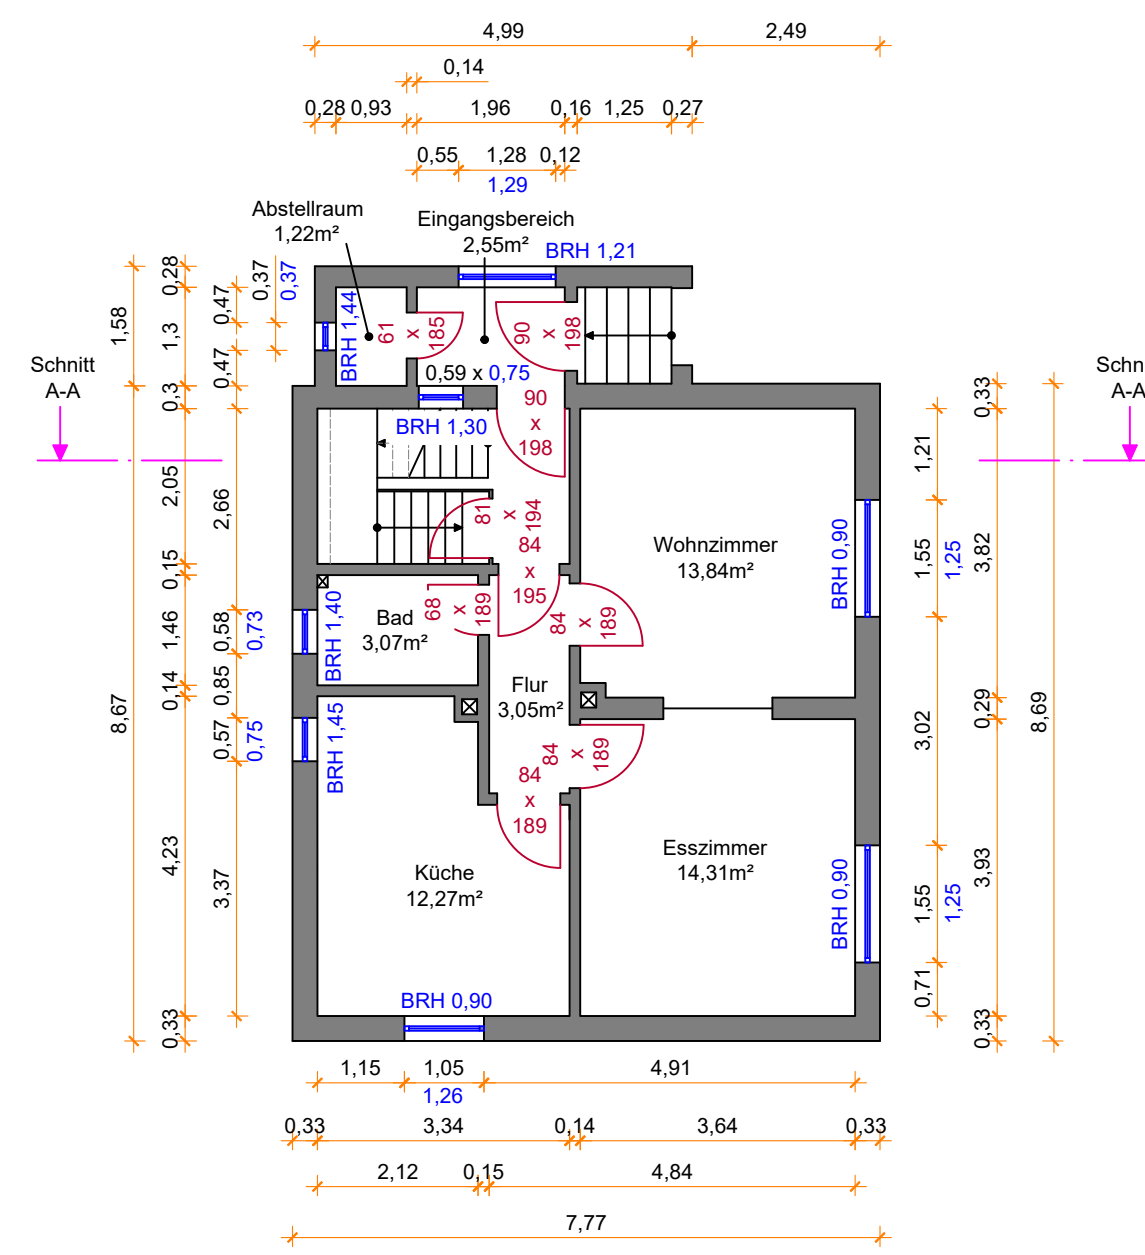 4,99
2,49
0,14
0,28
0,93
1,96
0,16
1,25
0,27
0,55
1,28
0,12
1,29
Abstellraum
1,22m²
Eingangsbereich
2,55m²
BRH 1,21
0,28
0,37
0,37
0,47
1,58
1,3
BRH 1,44
61
x
185
90
x
198
0,47
Schnitt
A-A
Schn
A-A
0,59 x 0,75
0,3
0,33
90
x
198
BRH 1,30
1,21
2,05
2,66
81
x
194
84
x
195
Wohnzimmer
13,84m²
BRH 0,90
1,55
1,25
3,82
0,15
1,46
0,58
0,73
BRH 1,40
Bad
3,07m²
68
x
189
84
x
189
0,14
0,85
Flur
3,05m²
0,29
8,67
8,69
0,57
0,75
BRH 1,45
3,02
84
x
189
84
x
189
4,23
3,37
Küche
12,27m²
Esszimmer
14,31m²
BRH 0,90
1,55
1,25
3,93
0,71
BRH 0,90
0,33
0,33
1,15
1,05
4,91
1,26
0,33
3,34
0,14
3,64
0,33
2,12
0,15
4,84
7,77